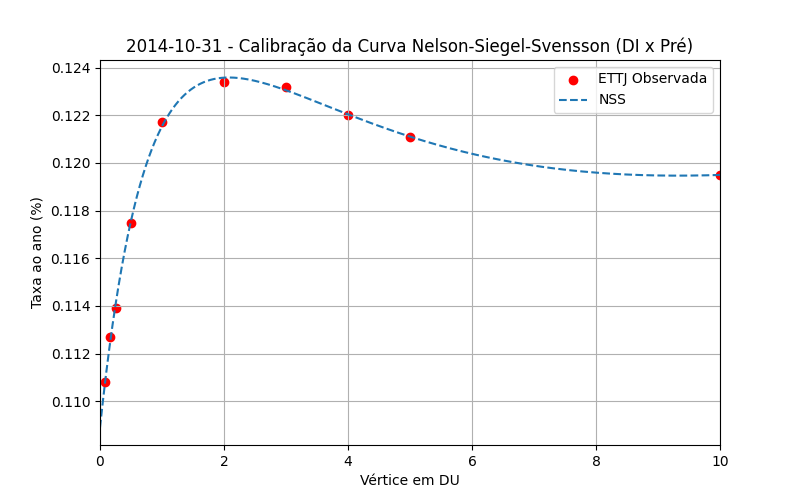 2014-10-31 - Calibração da Curva Nelson-Siegel-Svensson (DI x Pré)
ETTJ Observada
NSS
Taxa ao ano (%)
0.124
0.122
0.120
0.118
0.116
0.114
0.112
0.110
0 2 4 6 8 10
Vértice em DU